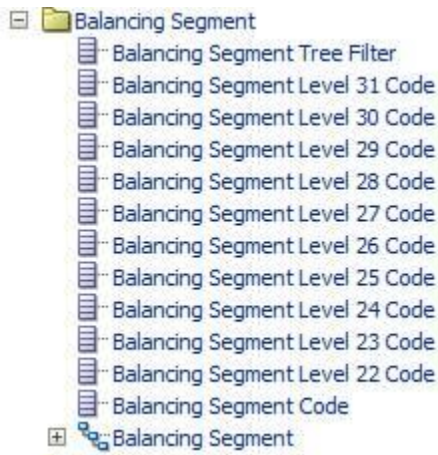 Balancing Segment
Balancing Segment Tree Filter
Balancing Segment Level 31 Code
Balancing Segment Level 30 Code
Balancing Segment Level 29 Code
Balancing Segment Level 28 Code
Balancing Segment Level 27 Code
Balancing Segment Level 26 Code
Balancing Segment Level 25 Code
Balancing Segment Level 24 Code
Balancing Segment Level 23 Code
Balancing Segment Level 22 Code
Balancing Segment Code
Balancing Segment